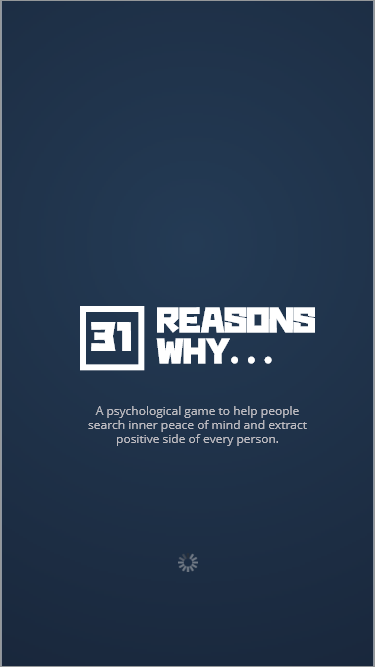 31 REASONS
WHY...
A psychological game to help people
search inner peace of mind and extract
positive side of every person.